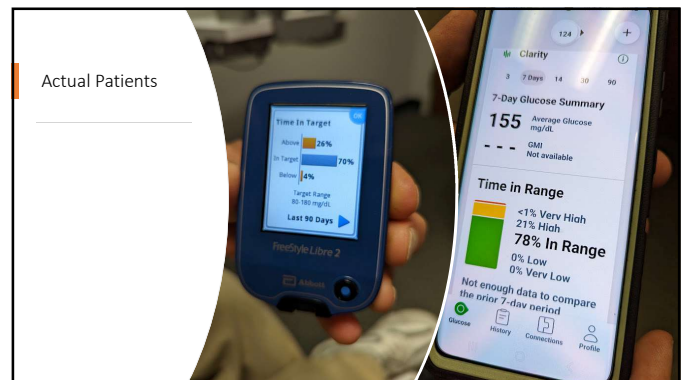 Actual Patients
OK
Time In Target
Above 26%
In Target 70%
Below 4%
Target Range
80-180 mg/dL
Last 90 Days
FreeStyle Libre 2
Abbott
124
+
Clarity
3 7 Days 14 30 90
7-Day Glucose Summary
155 Average Glucose
mg/dL
--- GMI
Not available
Time in Range
<1% Very High
21% High
78% In Range
0% Low
0% Very Low
Not enough data to compare
the prior 7-day period
Glucose
History
Connections
Profile